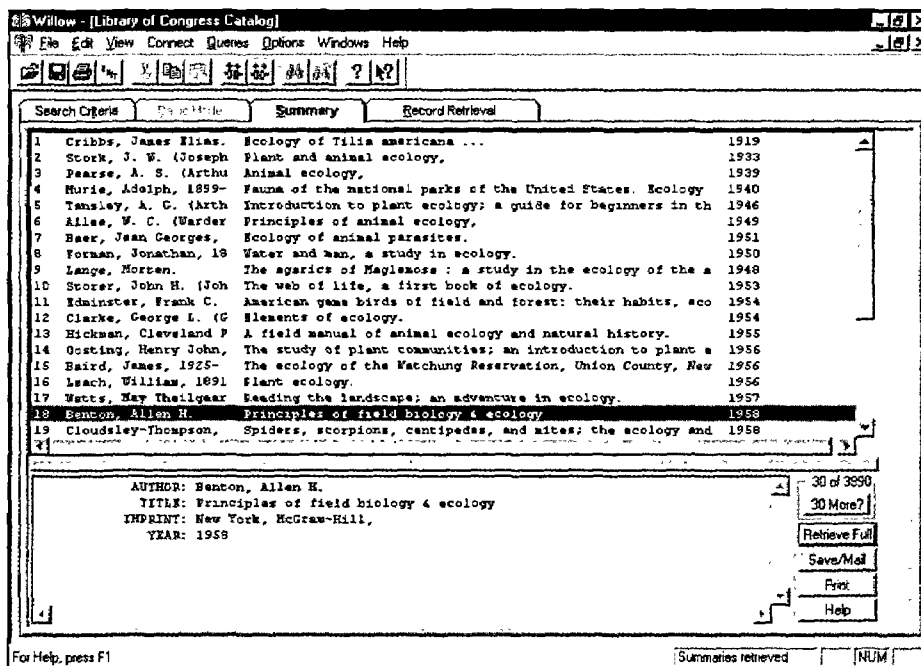 Willow - [Library of Congress Catalog]
File Edit View Connect Queries Options Windows Help
Search Criteria Summary Record Retrieval
1 Cribbs, James Elias. Ecology of Tilia americana ... 1919
2 Stork, J. W. (Joseph Plant and animal ecology, 1933
3 Pearse, A. S. (Arthu Animal ecology, 1939
4 Murie, Adolph, 1899- Fauna of the national parks of the United States. Ecology 1940
5 Tansley, A. G. (Arth Introduction to plant ecology; a guide for beginners in th 1946
6 Allee, W. C. (Warder Principles of animal ecology, 1949
7 Baer, Jean Georges, Ecology of animal parasites. 1951
8 Forman, Jonathan, 18 Water and man, a study in ecology. 1950
9 Lange, Morten. The agarics of Maglemose : a study in the ecology of the a 1948
10 Storer, John H. (Joh The web of life, a first book of ecology. 1953
11 Edminster, Frank C. American game birds of field and forest: their habits, eco 1954
12 Clarke, George L. (G Elements of ecology. 1954
13 Hickman, Cleveland P A field manual of animal ecology and natural history. 1955
14 Oosting, Henry John, The study of plant communities; an introduction to plant e 1956
15 Baird, James, 1925- The ecology of the Watchung Reservation, Union County, New 1956
16 Leach, William, 1891 Plant ecology. 1956
17 Watts, May Theilgaar Reading the landscape; an adventure in ecology. 1957
18 Benton, Allen H. Principles of field biology & ecology 1958
19 Cloudsley-Thompson, Spiders, scorpions, centipedes, and mites; the ecology and 1958
AUTHOR: Benton, Allen H.
TITLE: Principles of field biology & ecology
IMPRINT: New York, McGraw-Hill,
YEAR: 1958
30 of 3890
30 More?
Retrieve Full
Save/Mail
Print
Help
For Help, press F1 Summaries retrieved NUM